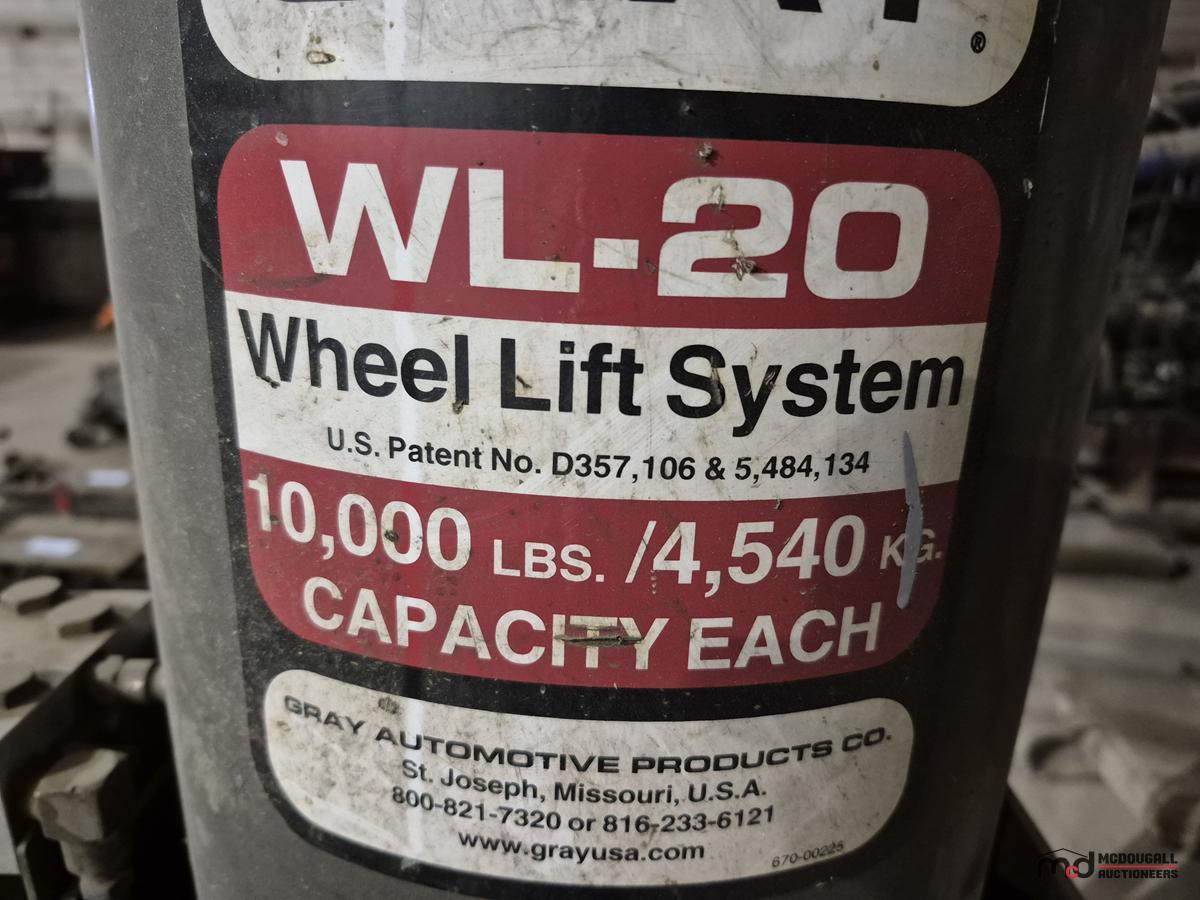 ®
WL-20
Wheel Lift System
U.S. Patent No. D357,106 & 5,484,134
10,000 LBS. /4,540 KG.
CAPACITY EACH
GRAY AUTOMOTIVE PRODUCTS CO.
St. Joseph, Missouri, U.S.A.
800-821-7320 or 816-233-6121
www.grayusa.com
670-00225
mcd MCDOUGALL
AUCTIONEERS